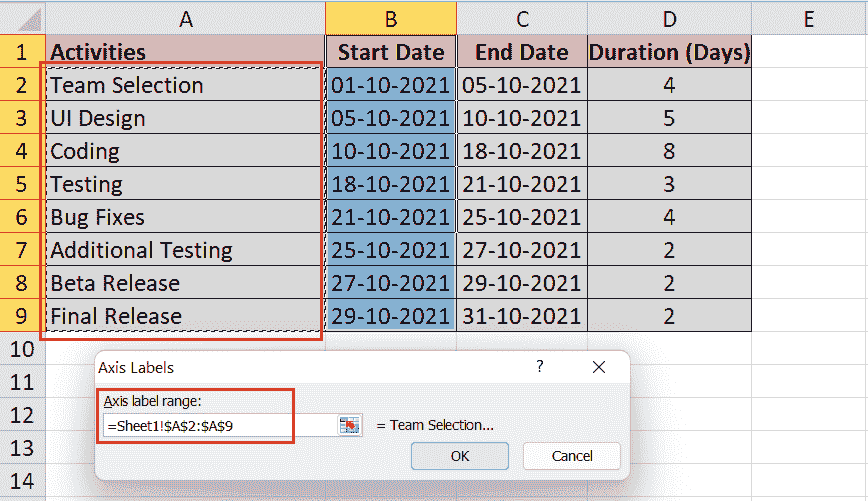 A B C D E
1 Activities Start Date End Date Duration (Days)
2 Team Selection 01-10-2021 05-10-2021 4
3 UI Design 05-10-2021 10-10-2021 5
4 Coding 10-10-2021 18-10-2021 8
5 Testing 18-10-2021 21-10-2021 3
6 Bug Fixes 21-10-2021 25-10-2021 4
7 Additional Testing 25-10-2021 27-10-2021 2
8 Beta Release 27-10-2021 29-10-2021 2
9 Final Release 29-10-2021 31-10-2021 2
10
11
12
13
14
Axis Labels ?
Axis label range:
=Sheet1!$A$2:$A$9 = Team Selection...
OK Cancel